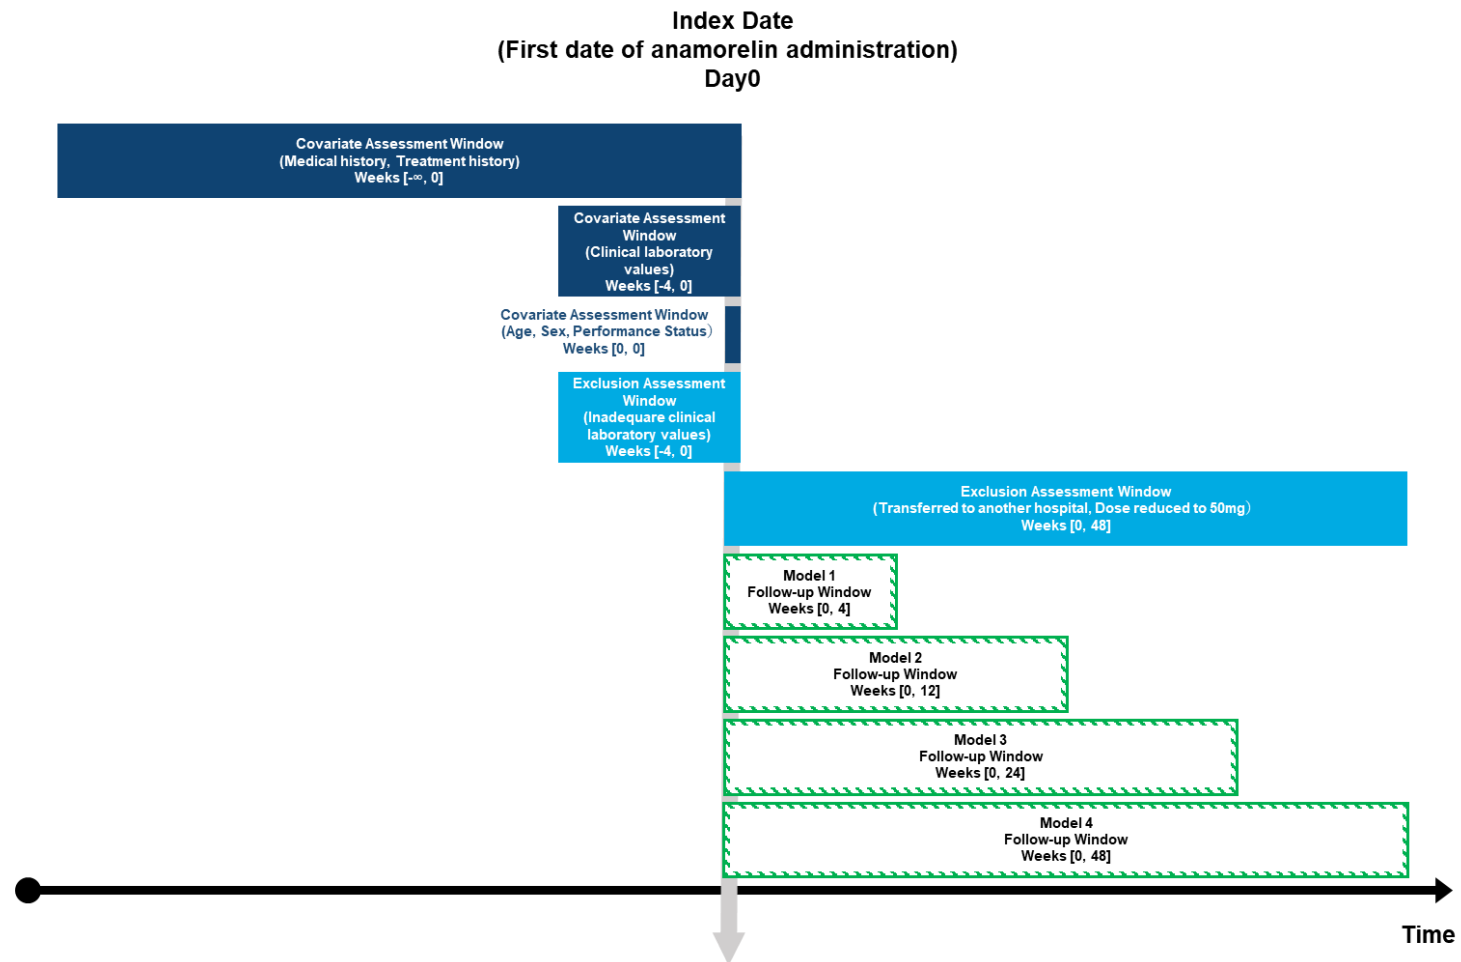 Index Date
(First date of anamorelin administration)
Day0
Covariate Assessment Window
(Medical history, Treatment history)
Weeks [-∞, 0]
Covariate Assessment
Window
(Clinical laboratory
values)
Weeks [-4, 0]
Covariate Assessment Window
(Age, Sex, Performance Status）
Weeks [0, 0]
Exclusion Assessment
Window
(Inadequare clinical
laboratory values)
Weeks [-4, 0]
Exclusion Assessment Window
(Transferred to another hospital, Dose reduced to 50mg）
Weeks [0, 48]
Model 1
Follow-up Window
Weeks [0, 4]
Model 2
Follow-up Window
Weeks [0, 12]
Model 3
Follow-up Window
Weeks [0, 24]
Model 4
Follow-up Window
Weeks [0, 48]
Time